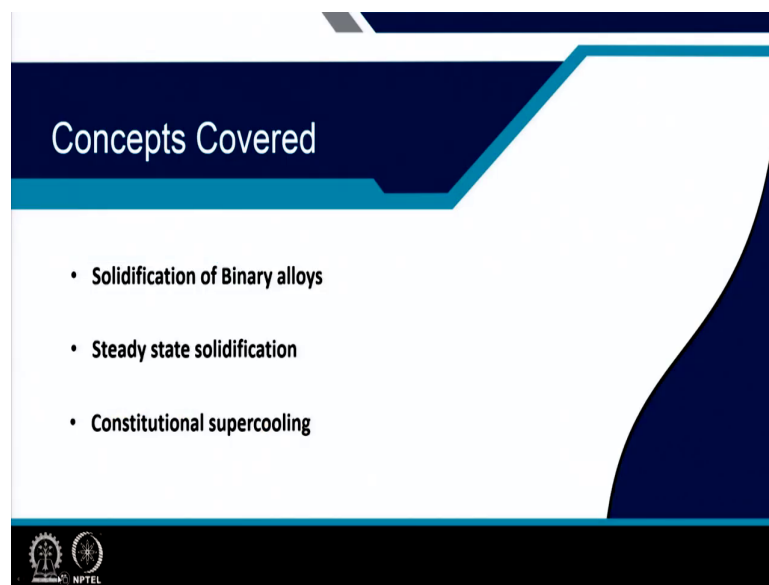 Concepts Covered
• Solidification of Binary alloys
• Steady state solidification
• Constitutional supercooling
NPTEL